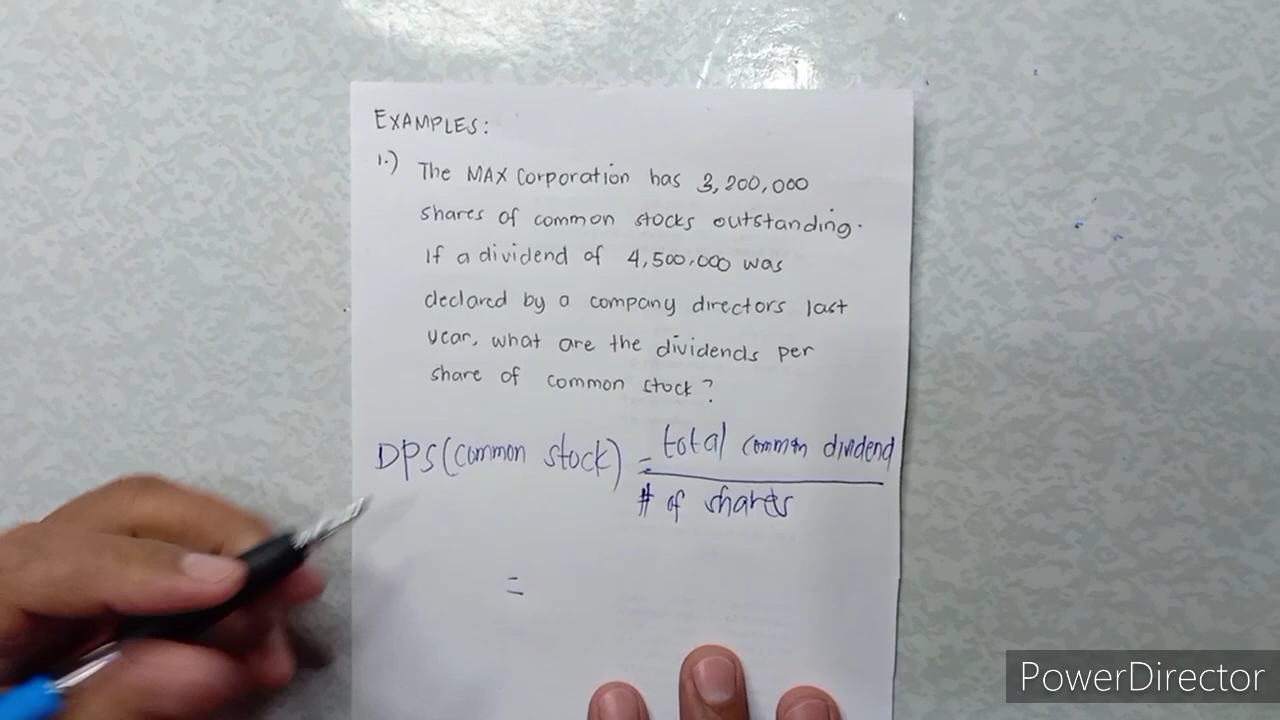 EXAMPLES:
1.) The MAX Corporation has 3,200,000
shares of common stocks outstanding.
If a dividend of 4,500,000 was
declared by a company directors last
year, what are the dividends per
share of common stock?
DPS (common stock) = total common dividend
# of shares
=
PowerDirector